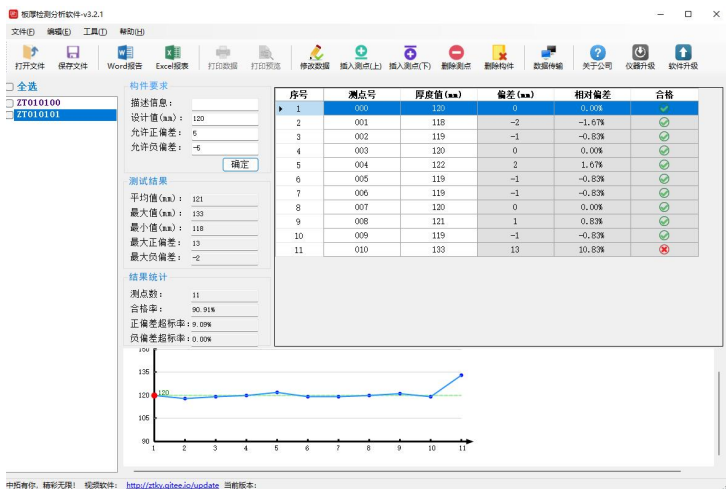 板厚检测分析软件-v3.2.1
文件(F) 编辑(E) 工具(T) 帮助(H)
打开文件 保存文件 Word报告 Excel报表 打印数据 打印预览 修改数据 插入测点(上) 插入测点(下) 删除测点 删除构件 数据传输 关于公司 仪器升级 软件升级
全选
ZT010100
ZT010101
构件要求
描述信息：
设计值(mm)： 120
允许正偏差： 5
允许负偏差： -5
确定
测试结果
平均值(mm)： 121
最大值(mm)： 133
最小值(mm)： 118
最大正偏差： 13
最大负偏差： -2
结果统计
测点数： 11
合格率： 90.91%
正偏差超标率： 9.09%
负偏差超标率： 0.00%
序号 测点号 厚度值(mm) 偏差(mm) 相对偏差 合格
1 000 120 0 0.00%
2 001 118 -2 -1.67%
3 002 119 -1 -0.83%
4 003 120 0 0.00%
5 004 122 2 1.67%
6 005 119 -1 -0.83%
7 006 119 -1 -0.83%
8 007 120 0 0.00%
9 008 121 1 0.83%
10 009 119 -1 -0.83%
11 010 133 13 10.83%
150
135
120 120
105
90
1 2 3 4 5 6 7 8 9 10 11
中拓有你，精彩无限！ 视频软件： http://ztkv.gitee.io/update 当前版本：